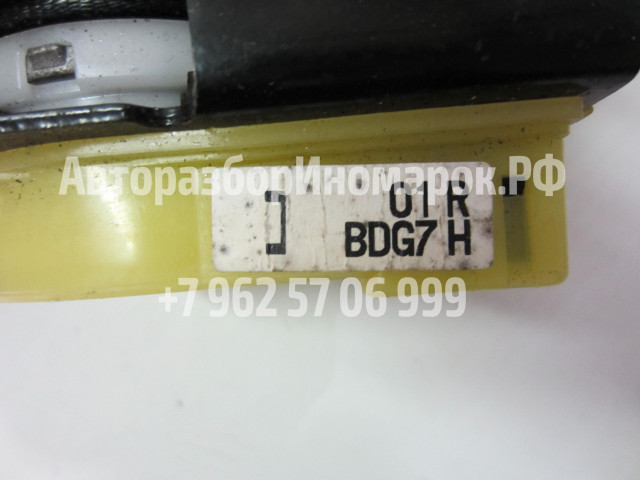 АвторазборИномарок.РФ
] 01 R
BDG7 H
+7 962 57 06 999